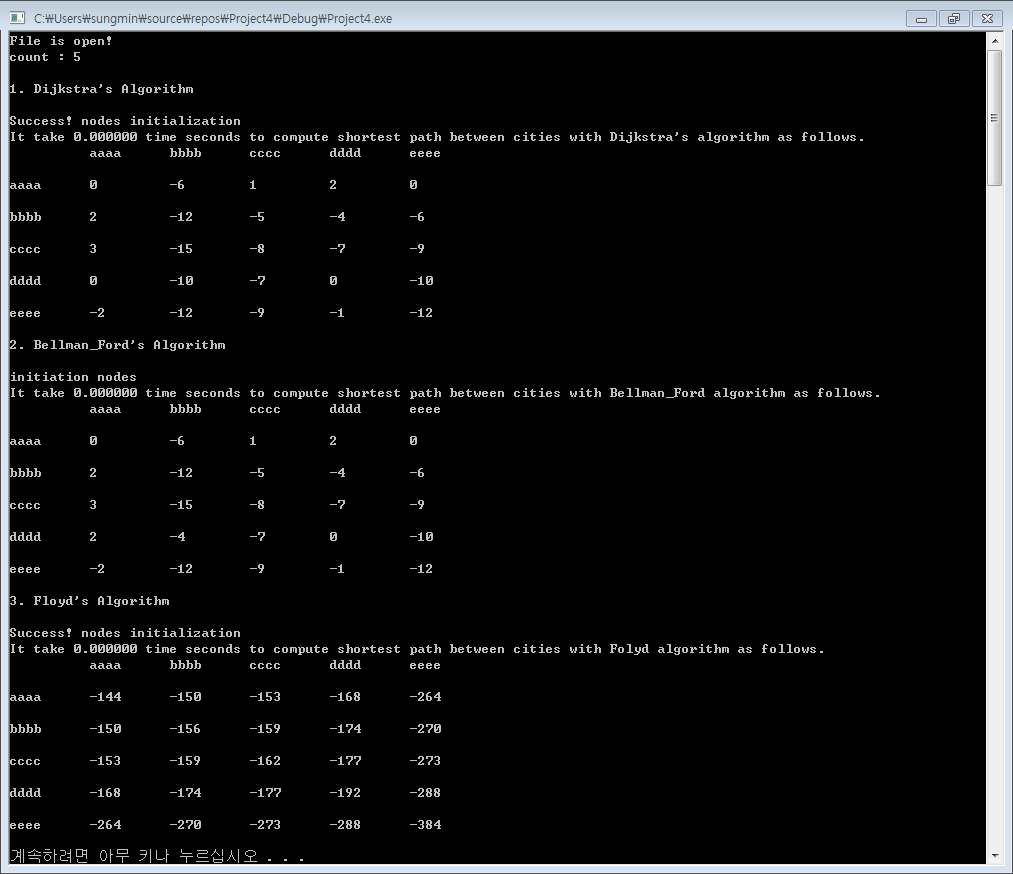 C:₩Users₩sungmin₩source₩repos₩Project4₩Debug₩Project4.exe
File is open!
count : 5
1. Dijkstra's Algorithm
Success! nodes initialization
It take 0.000000 time seconds to compute shortest path between cities with Dijkstra's algorithm as follows.
aaaa bbbb cccc dddd eeee
aaaa 0 -6 1 2 0
bbbb 2 -12 -5 -4 -6
cccc 3 -15 -8 -7 -9
dddd 0 -10 -7 0 -10
eeee -2 -12 -9 -1 -12
2. Bellman_Ford's Algorithm
initiation nodes
It take 0.000000 time seconds to compute shortest path between cities with Bellman_Ford algorithm as follows.
aaaa bbbb cccc dddd eeee
aaaa 0 -6 1 2 0
bbbb 2 -12 -5 -4 -6
cccc 3 -15 -8 -7 -9
dddd 2 -4 -7 0 -10
eeee -2 -12 -9 -1 -12
3. Floyd's Algorithm
Success! nodes initialization
It take 0.000000 time seconds to compute shortest path between cities with Folyd algorithm as follows.
aaaa bbbb cccc dddd eeee
aaaa -144 -150 -153 -168 -264
bbbb -150 -156 -159 -174 -270
cccc -153 -159 -162 -177 -273
dddd -168 -174 -177 -192 -288
eeee -264 -270 -273 -288 -384
계속하려면 아무 키나 누르십시오 . . .